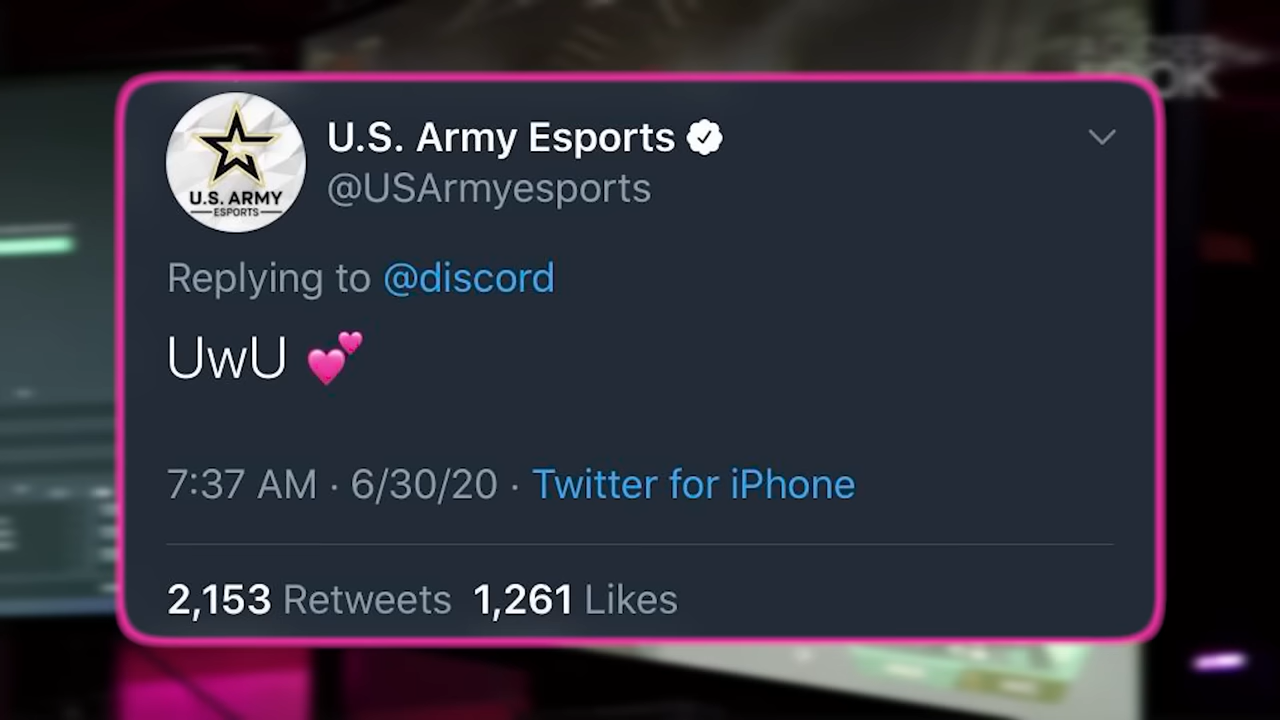 U.S. Army Esports
@USArmyesports
U.S. ARMY
ESPORTS
Replying to @discord
UwU 💕
7:37 AM · 6/30/20 · Twitter for iPhone
2,153 Retweets 1,261 Likes